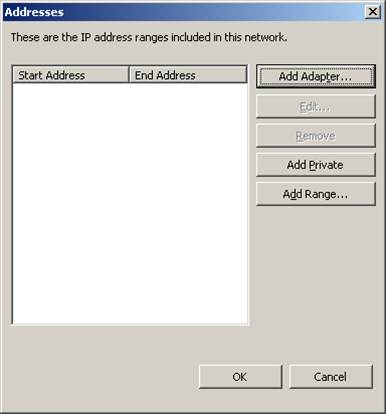 Addresses
These are the IP address ranges included in this network.
Start Address End Address
Add Adapter...
Edit...
Remove
Add Private
Add Range...
OK Cancel